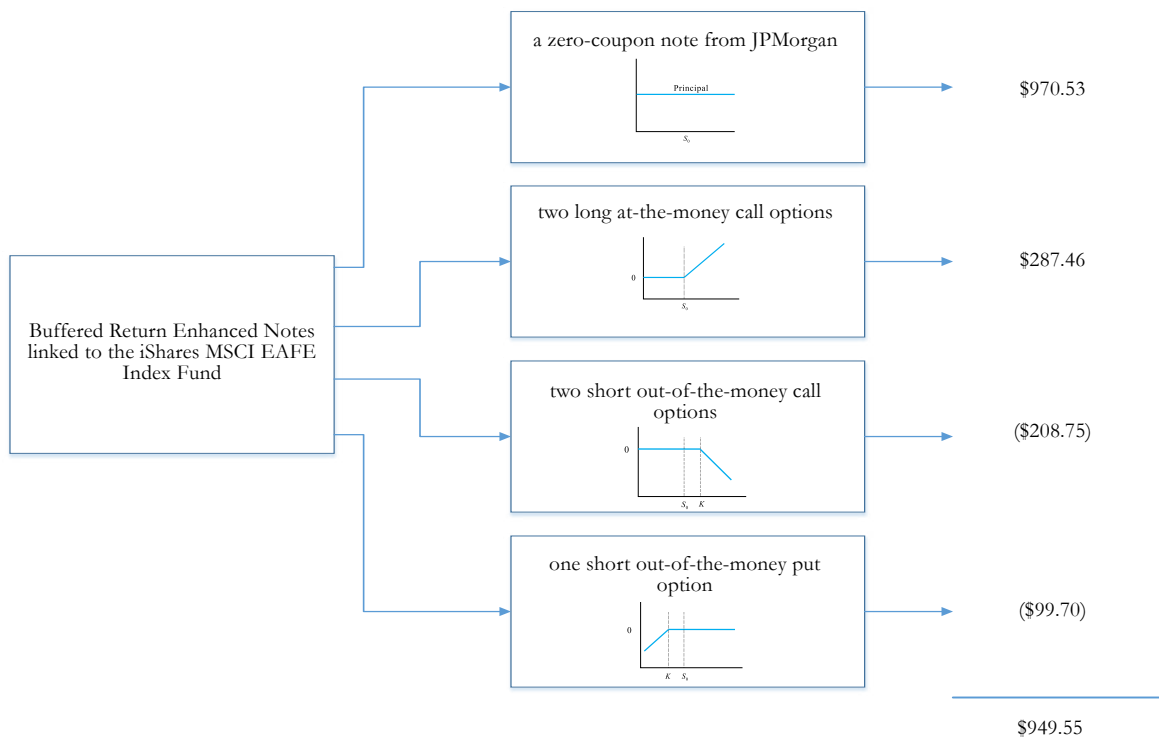 a zero-coupon note from JPMorgan
Principal
S₀
$970.53
two long at-the-money call options
0
S₀
$287.46
Buffered Return Enhanced Notes
linked to the iShares MSCI EAFE
Index Fund
two short out-of-the-money call
options
0
S₀ K
($208.75)
one short out-of-the-money put
option
0
K S₀
($99.70)
$949.55